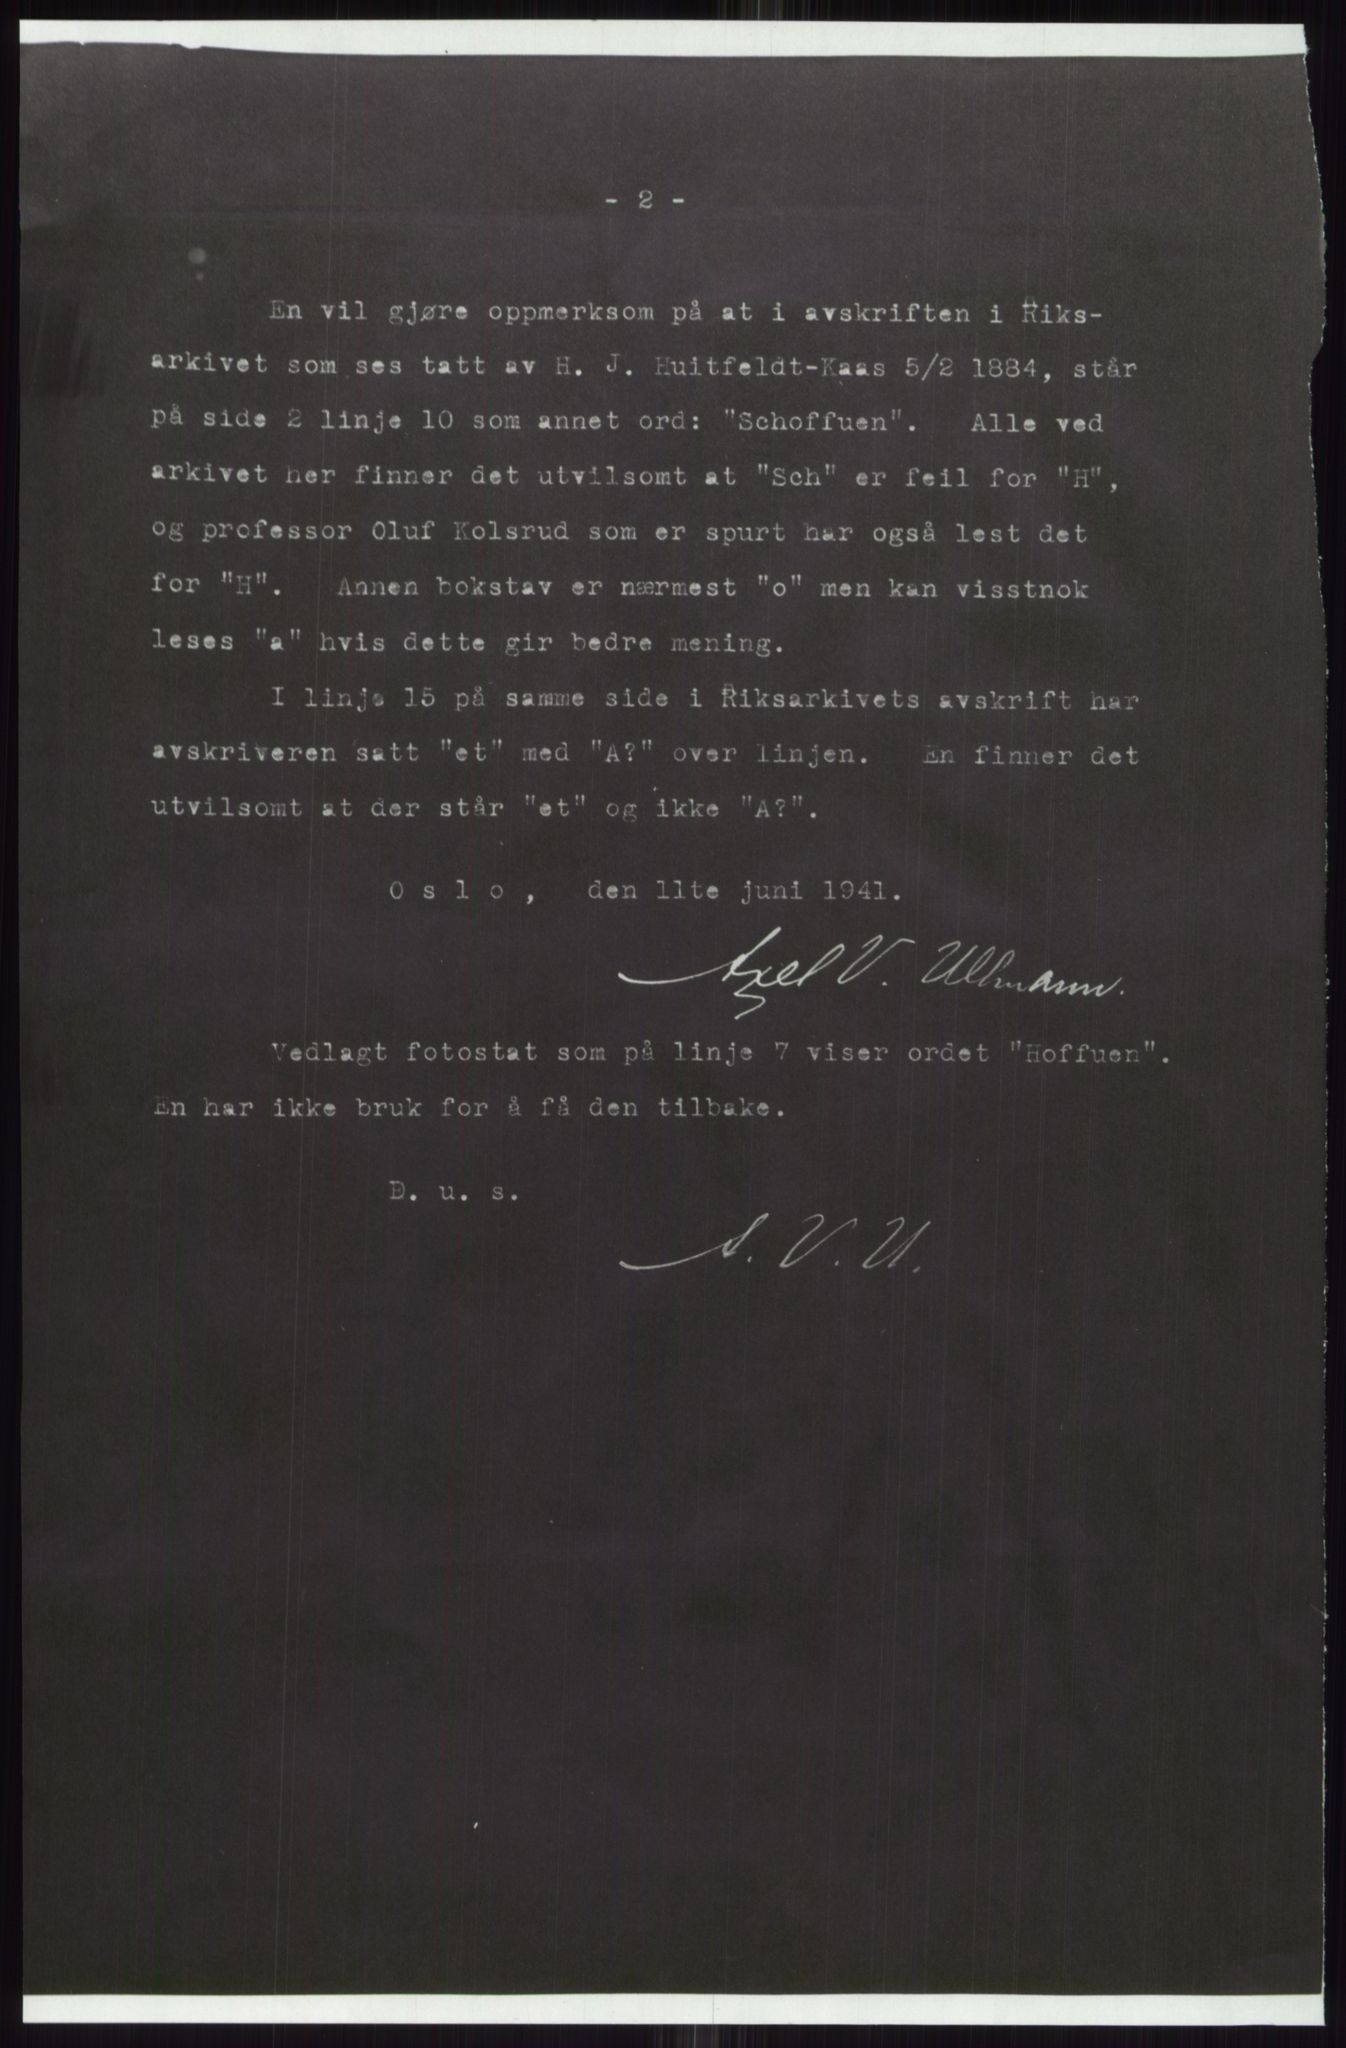 - 2 -
En vil gjøre oppmerksom på at i avskriften i Riks-
arkivet som ses tatt av H. J. Huitfeldt-Kaas 5/2 1884, står
på side 2 linje 10 som annet ord: "Schoffuen". Alle ved
arkivet her finner det utvilsomt at "Sch" er feil for "H",
og professor Oluf Kolsrud som er spurt har også lest det
for "H". Annen bokstav er nærmest "o" men kan visstnok
leses "a" hvis dette gir bedre mening.
I linje 15 på samme side i Riksarkivets avskrift har
avskriveren satt "et" med "A?" over linjen. En finner det
utvilsomt at der står "et" og ikke "A?".
Oslo, den 11te juni 1941.
Axel V. Ullmann.
Vedlagt fotostat som på linje 7 viser ordet "Hoffuen".
En har ikke bruk for å få den tilbake.
D. u. s.
A. V. U.